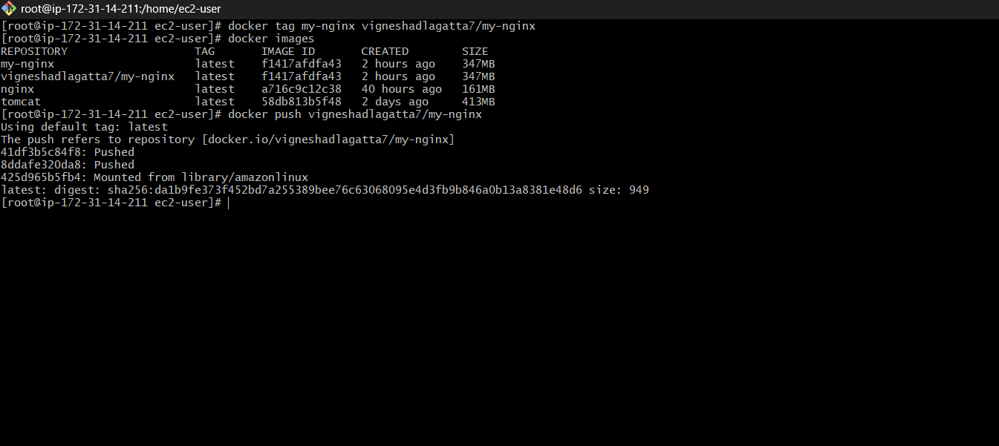 root@ip-172-31-14-211:/home/ec2-user
[root@ip-172-31-14-211 ec2-user]# docker tag my-nginx vigneshadlagatta7/my-nginx
[root@ip-172-31-14-211 ec2-user]# docker images
REPOSITORY                   TAG       IMAGE ID       CREATED        SIZE
my-nginx                     latest    f1417afdfa43   2 hours ago    347MB
vigneshadlagatta7/my-nginx   latest    f1417afdfa43   2 hours ago    347MB
nginx                        latest    a716c9c12c38   40 hours ago   161MB
tomcat                       latest    58db813b5f48   2 days ago     413MB
[root@ip-172-31-14-211 ec2-user]# docker push vigneshadlagatta7/my-nginx
Using default tag: latest
The push refers to repository [docker.io/vigneshadlagatta7/my-nginx]
41df3b5c84f8: Pushed
8ddafe320da8: Pushed
425d965b5fb4: Mounted from library/amazonlinux
latest: digest: sha256:da1b9fe373f452bd7a255389bee76c63068095e4d3fb9b846a0b13a8381e48d6 size: 949
[root@ip-172-31-14-211 ec2-user]#